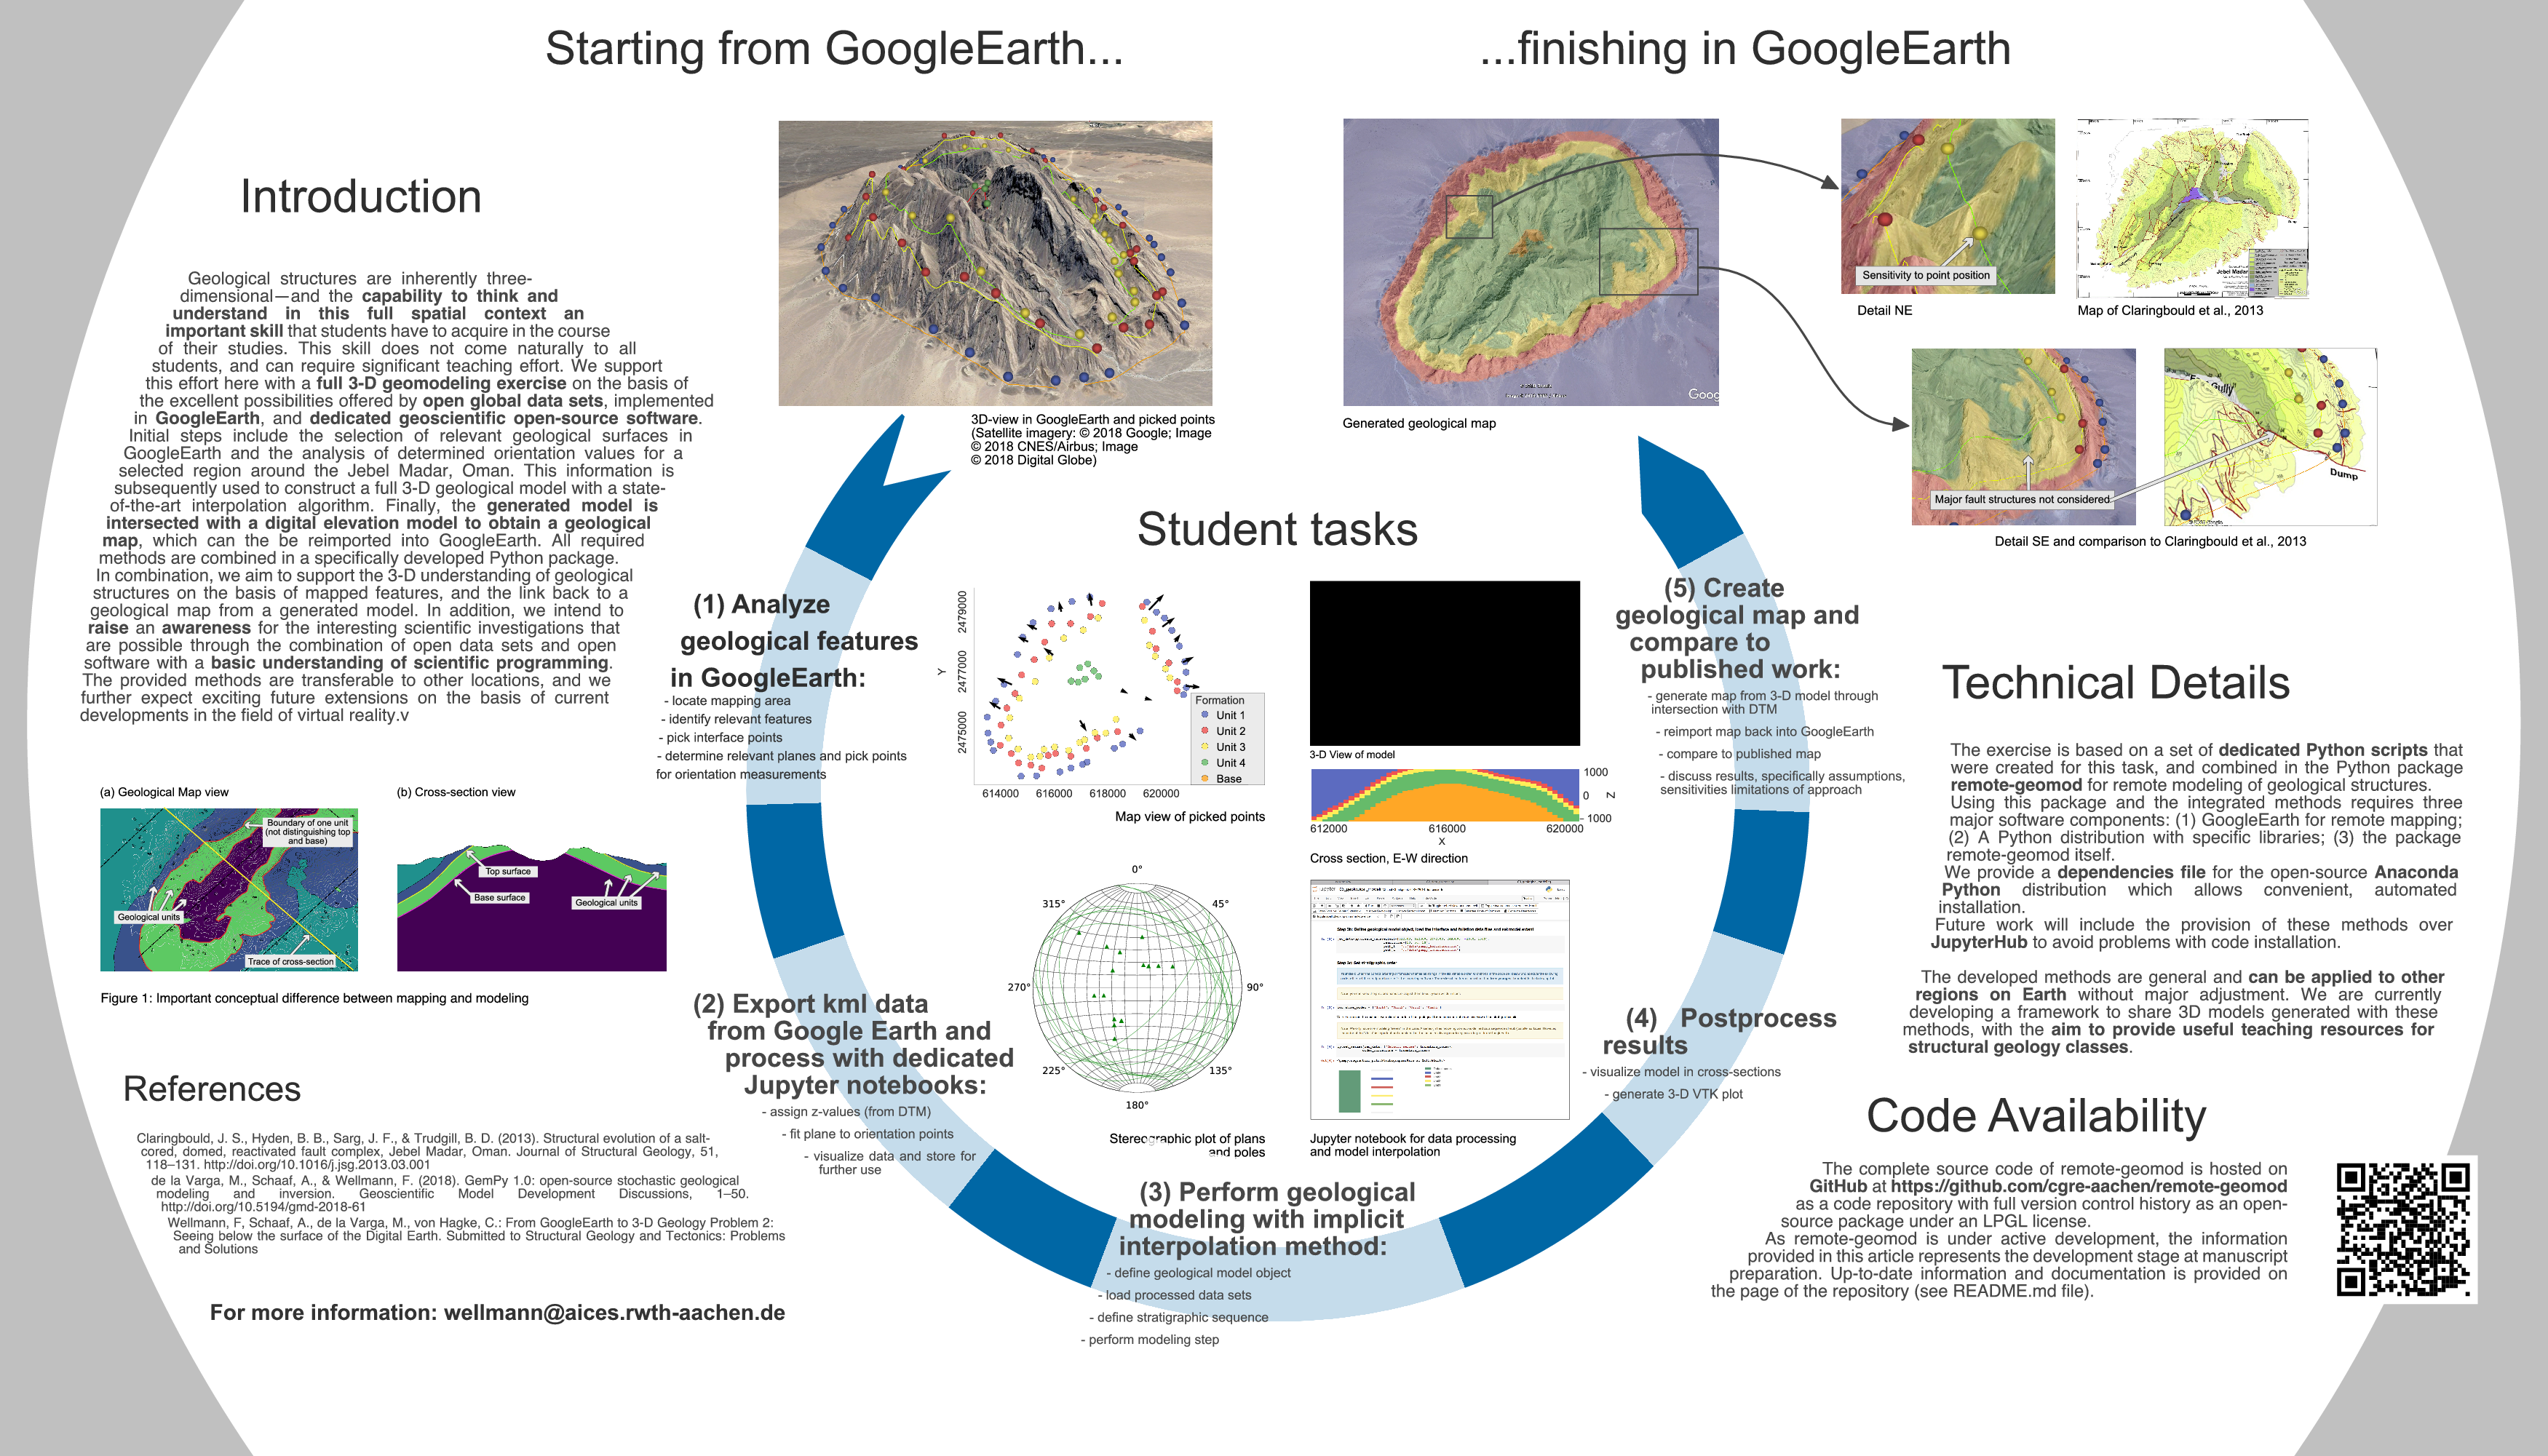 Starting from GoogleEarth...
...finishing in GoogleEarth
Introduction
Geological structures are inherently three-
dimensional—and the capability to think and
understand in this full spatial context an
important skill that students have to acquire in the course
of their studies. This skill does not come naturally to all
students, and can require significant teaching effort. We support
this effort here with a full 3-D geomodeling exercise on the basis of
the excellent possibilities offered by open global data sets, implemented
in GoogleEarth, and dedicated geoscientific open-source software.
Initial steps include the selection of relevant geological surfaces in
GoogleEarth and the analysis of determined orientation values for a
selected region around the Jebel Madar, Oman. This information is
subsequently used to construct a full 3-D geological model with a state-
of-the-art interpolation algorithm. Finally, the generated model is
intersected with a digital elevation model to obtain a geological
map, which can the be reimported into GoogleEarth. All required
methods are combined in a specifically developed Python package.
In combination, we aim to support the 3-D understanding of geological
structures on the basis of mapped features, and the link back to a
geological map from a generated model. In addition, we intend to
raise an awareness for the interesting scientific investigations that
are possible through the combination of open data sets and open
software with a basic understanding of scientific programming.
The provided methods are transferable to other locations, and we
further expect exciting future extensions on the basis of current
developments in the field of virtual reality.v
(a) Geological Map view
(b) Cross-section view
Boundary of one unit
(not distinguishing top
and base)
Geological units
Trace of cross-section
Top surface
Base surface
Geological units
Figure 1: Important conceptual difference between mapping and modeling
References
Claringbould, J. S., Hyden, B. B., Sarg, J. F., & Trudgill, B. D. (2013). Structural evolution of a salt-
cored, domed, reactivated fault complex, Jebel Madar, Oman. Journal of Structural Geology, 51,
118–131. http://doi.org/10.1016/j.jsg.2013.03.001
de la Varga, M., Schaaf, A., & Wellmann, F. (2018). GemPy 1.0: open-source stochastic geological
modeling and inversion. Geoscientific Model Development Discussions, 1–50.
http://doi.org/10.5194/gmd-2018-61
Wellmann, F, Schaaf, A., de la Varga, M., von Hagke, C.: From GoogleEarth to 3-D Geology Problem 2:
Seeing below the surface of the Digital Earth. Submitted to Structural Geology and Tectonics: Problems
and Solutions
For more information: wellmann@aices.rwth-aachen.de
3D-view in GoogleEarth and picked points
(Satellite imagery: © 2018 Google; Image
© 2018 CNES/Airbus; Image
© 2018 Digital Globe)
Goog
Generated geological map
Sensitivity to point position
Detail NE
Jebel Madar
Map of Claringbould et al., 2013
Major fault structures not considered
Gully"
Dump
Detail SE and comparison to Claringbould et al., 2013
Student tasks
(1) Analyze
geological features
in GoogleEarth:
- locate mapping area
- identify relevant features
- pick interface points
- determine relevant planes and pick points
for orientation measurements
(2) Export kml data
from Google Earth and
process with dedicated
Jupyter notebooks:
- assign z-values (from DTM)
- fit plane to orientation points
- visualize data and store for
further use
(3) Perform geological
modeling with implicit
interpolation method:
- define geological model object
- load processed data sets
- define stratigraphic sequence
- perform modeling step
(4) Postprocess
results
- visualize model in cross-sections
- generate 3-D VTK plot
(5) Create
geological map and
compare to
published work:
- generate map from 3-D model through
intersection with DTM
- reimport map back into GoogleEarth
- compare to published map
- discuss results, specifically assumptions,
sensitivities limitations of approach
Y
2479000
2477000
2475000
614000 616000 618000 620000
Formation
Unit 1
Unit 2
Unit 3
Unit 4
Base
Map view of picked points
0°
45°
90°
135°
180°
225°
270°
315°
Stereographic plot of plans
and poles
3-D View of model
1000
0
- 1000
Z
612000 616000 620000
X
Cross section, E-W direction
Jupyter notebook for data processing
and model interpolation
Technical Details
The exercise is based on a set of dedicated Python scripts that
were created for this task, and combined in the Python package
remote-geomod for remote modeling of geological structures.
Using this package and the integrated methods requires three
major software components: (1) GoogleEarth for remote mapping;
(2) A Python distribution with specific libraries; (3) the package
remote-geomod itself.
We provide a dependencies file for the open-source Anaconda
Python distribution which allows convenient, automated
installation.
Future work will include the provision of these methods over
JupyterHub to avoid problems with code installation.
The developed methods are general and can be applied to other
regions on Earth without major adjustment. We are currently
developing a framework to share 3D models generated with these
methods, with the aim to provide useful teaching resources for
structural geology classes.
Code Availability
The complete source code of remote-geomod is hosted on
GitHub at https://github.com/cgre-aachen/remote-geomod
as a code repository with full version control history as an open-
source package under an LPGL license.
As remote-geomod is under active development, the information
provided in this article represents the development stage at manuscript
preparation. Up-to-date information and documentation is provided on
the page of the repository (see README.md file).